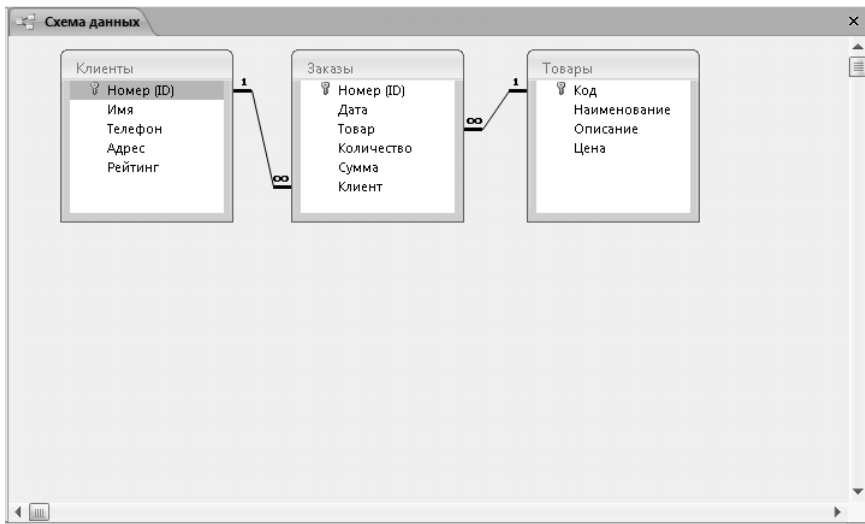 Схема данных
Клиенты
Номер (ID)
Имя
Телефон
Адрес
Рейтинг
1
∞
Заказы
Номер (ID)
Дата
Товар
Количество
Сумма
Клиент
∞
1
Товары
Код
Наименование
Описание
Цена